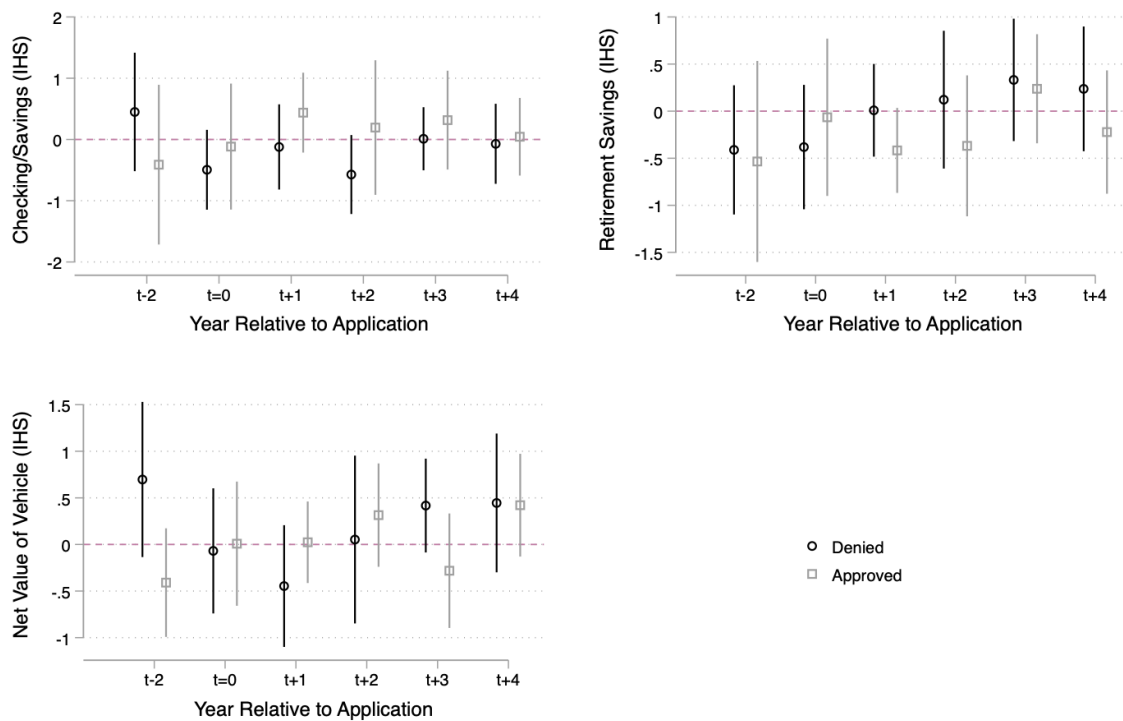 Checking/Savings (IHS)
2
1
0
-1
-2
t-2 t=0 t+1 t+2 t+3 t+4
Year Relative to Application
Retirement Savings (IHS)
1
.5
0
-.5
-1
-1.5
t-2 t=0 t+1 t+2 t+3 t+4
Year Relative to Application
Net Value of Vehicle (IHS)
1.5
1
.5
0
-.5
-1
t-2 t=0 t+1 t+2 t+3 t+4
Year Relative to Application
Denied
Approved